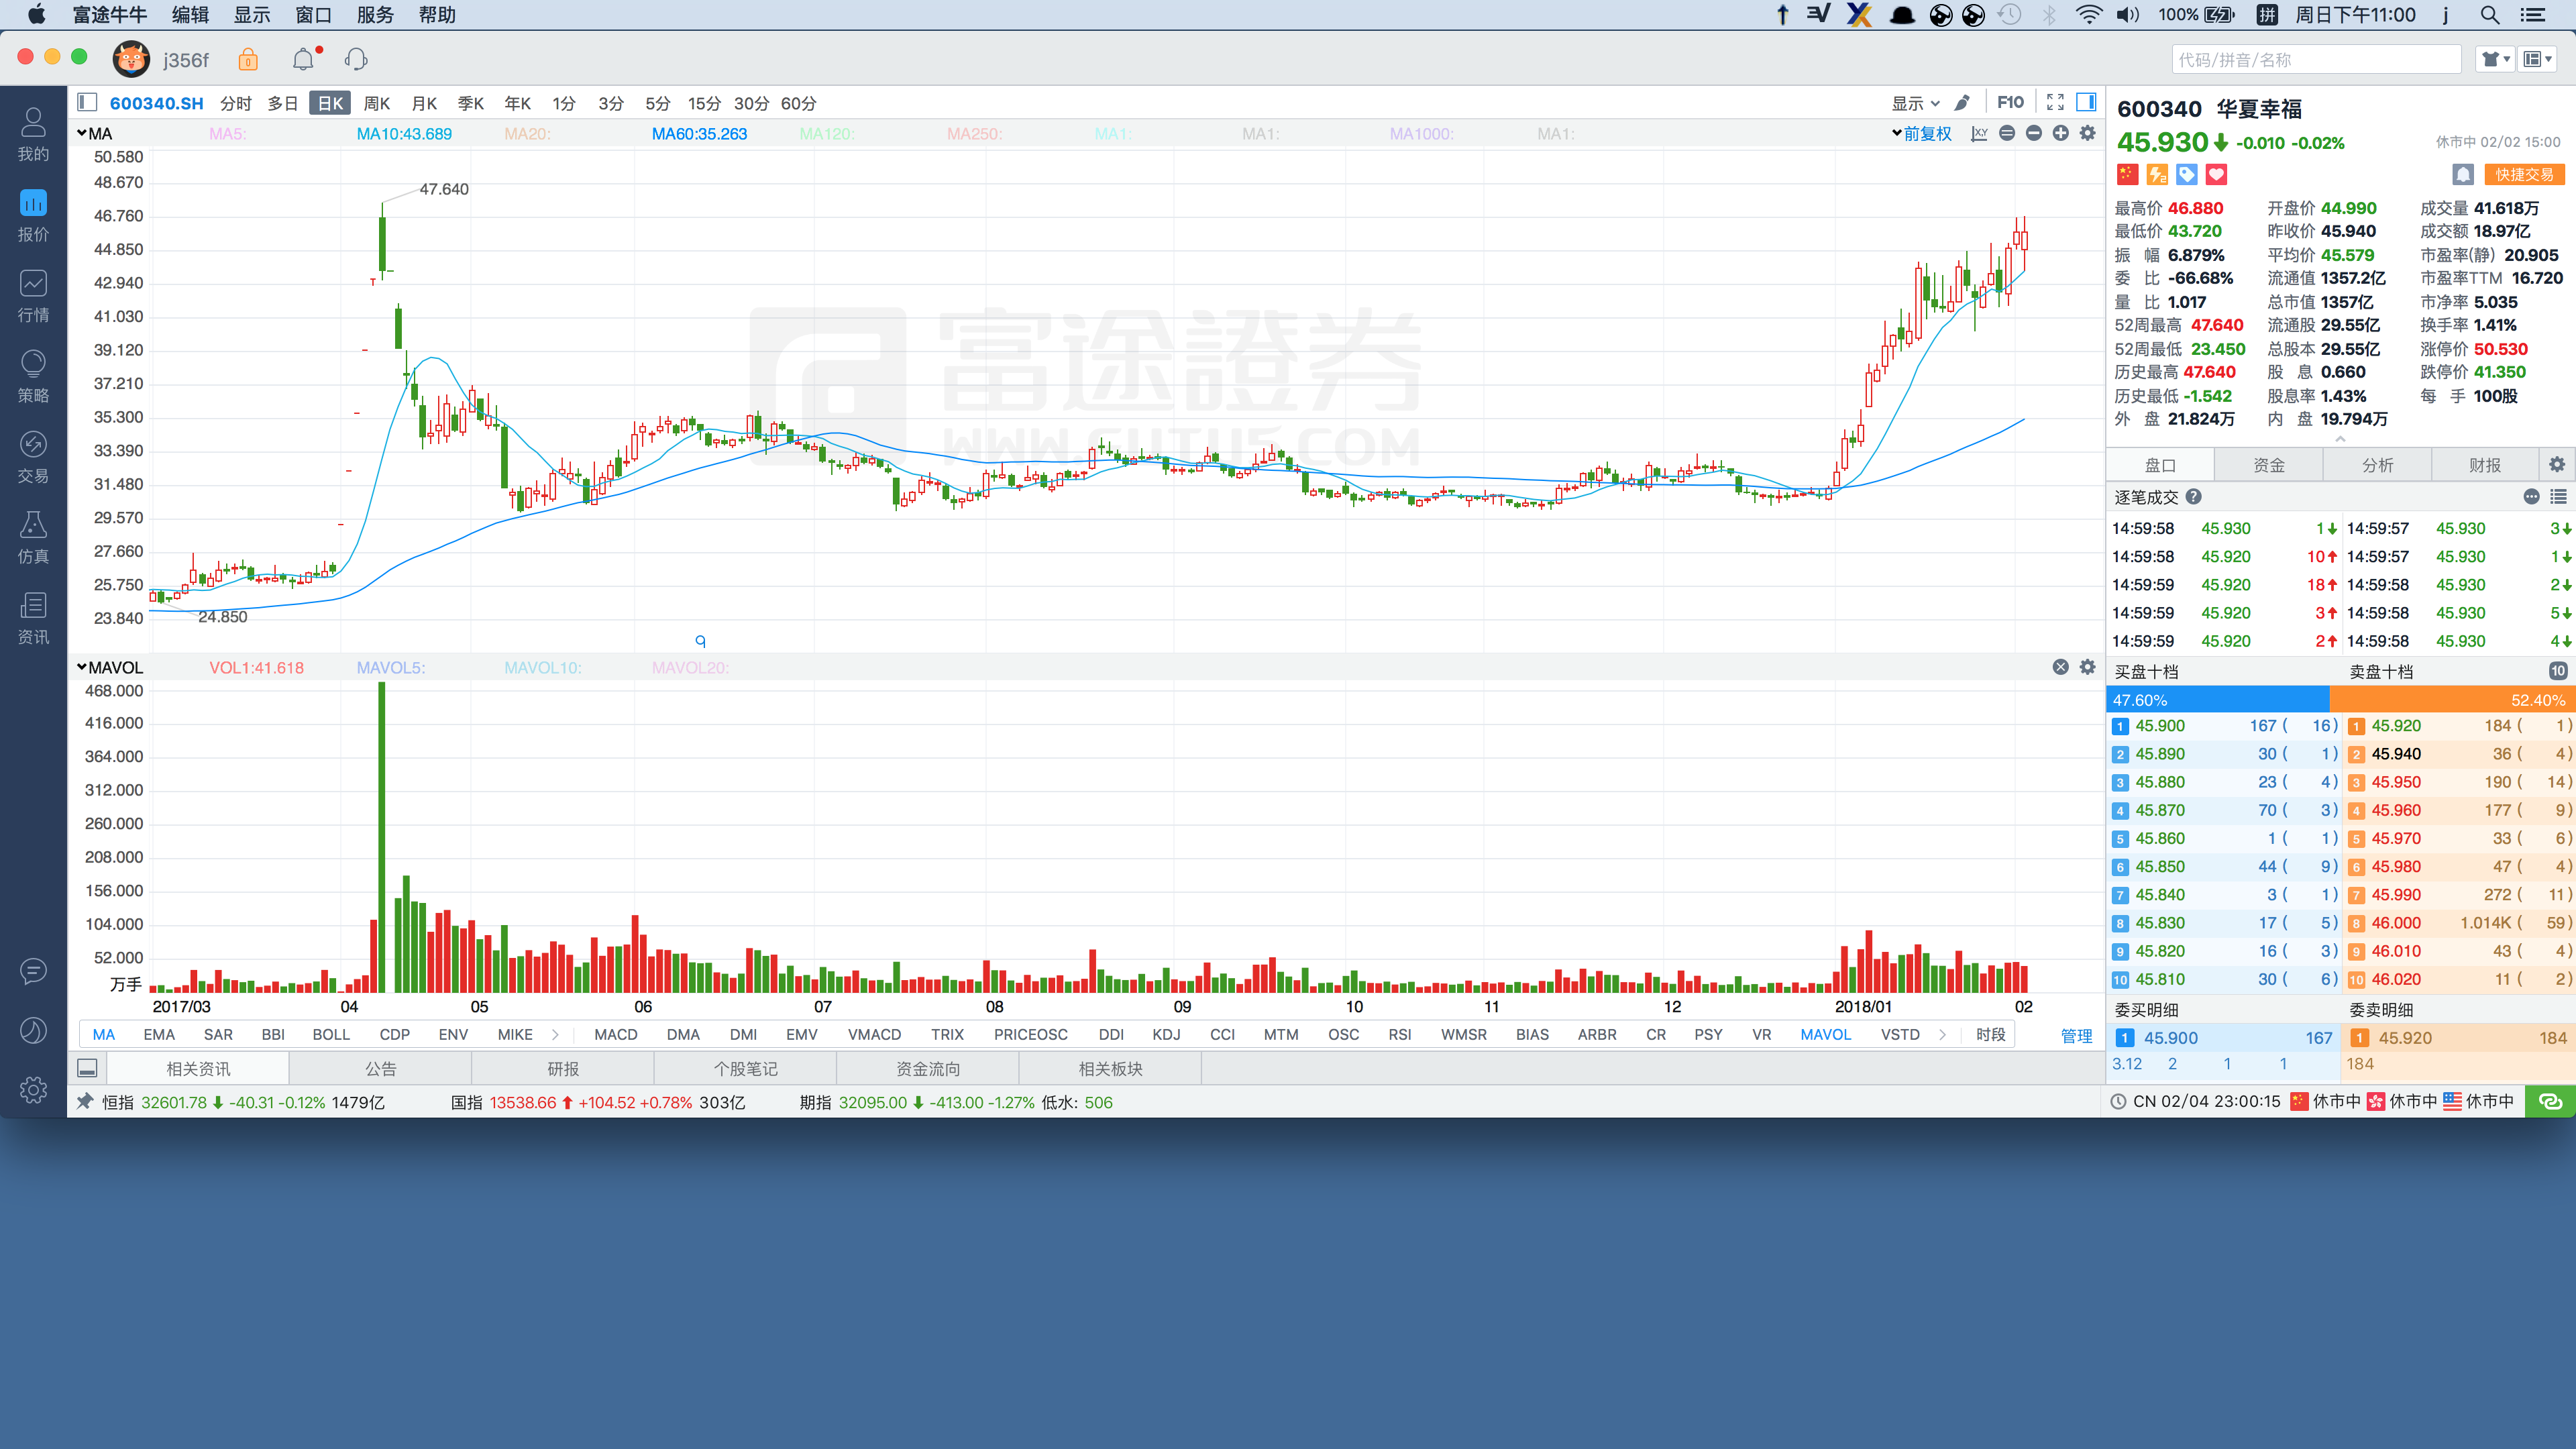 富途牛牛 编辑 显示 窗口 服务 帮助 100% 拼 周日下午11:00 j
j356f 0 代码/拼音/名称
我的
报价
行情
策略
交易
仿真
资讯
600340.SH 分时 多日 日K 周K 月K 季K 年K 1分 3分 5分 15分 30分 60分 显示 F10
MA MA5: MA10:43.689 MA20: MA60:35.263 MA120: MA250: MA1: MA1: MA1000: MA1: 前复权
50.580
48.670
46.760
44.850
42.940
41.030
39.120
37.210
35.300
33.390
31.480
29.570
27.660
25.750
23.840
47.640
24.850
富途證券
MAVOL VOL1:41.618 MAVOL5: MAVOL10: MAVOL20:
468.000
416.000
364.000
312.000
260.000
208.000
156.000
104.000
52.000
万手
2017/03 04 05 06 07 08 09 10 11 12 2018/01 02
MA EMA SAR BBI BOLL CDP ENV MIKE MACD DMA DMI EMV VMACD TRIX PRICEOSC DDI KDJ CCI MTM OSC RSI WMSR BIAS ARBR CR PSY VR MAVOL VSTD 时段 管理
相关资讯 公告 研报 个股笔记 资金流向 相关板块
恒指 32601.78 -40.31 -0.12% 1479亿 国指 13538.66 +104.52 +0.78% 303亿 期指 32095.00 -413.00 -1.27% 低水: 506
600340 华夏幸福
45.930 -0.010 -0.02% 休市中 02/02 15:00
快捷交易
最高价 46.880 开盘价 44.990 成交量 41.618万
最低价 43.720 昨收价 45.940 成交额 18.97亿
振 幅 6.879% 平均价 45.579 市盈率(静) 20.905
委 比 -66.68% 流通值 1357.2亿 市盈率TTM 16.720
量 比 1.017 总市值 1357亿 市净率 5.035
52周最高 47.640 流通股 29.55亿 换手率 1.41%
52周最低 23.450 总股本 29.55亿 涨停价 50.530
历史最高 47.640 股 息 0.660 跌停价 41.350
历史最低 -1.542 股息率 1.43% 每 手 100股
外 盘 21.824万 内 盘 19.794万
盘口 资金 分析 财报
逐笔成交
14:59:58 45.930 1 14:59:57 45.930 3
14:59:58 45.920 10 14:59:57 45.930 1
14:59:59 45.920 18 14:59:58 45.930 2
14:59:59 45.920 3 14:59:58 45.930 5
14:59:59 45.920 2 14:59:58 45.930 4
买盘十档 卖盘十档 10
47.60% 52.40%
1 45.900 167 ( 16) 1 45.920 184 ( 1)
2 45.890 30 ( 1) 2 45.940 36 ( 4)
3 45.880 23 ( 4) 3 45.950 190 ( 14)
4 45.870 70 ( 3) 4 45.960 177 ( 9)
5 45.860 1 ( 1) 5 45.970 33 ( 6)
6 45.850 44 ( 9) 6 45.980 47 ( 4)
7 45.840 3 ( 1) 7 45.990 272 ( 11)
8 45.830 17 ( 5) 8 46.000 1.014K ( 59)
9 45.820 16 ( 3) 9 46.010 43 ( 4)
10 45.810 30 ( 6) 10 46.020 11 ( 2)
委买明细 委卖明细
1 45.900 167 1 45.920 184
3.12 2 1 1 184
CN 02/04 23:00:15 休市中 休市中 休市中